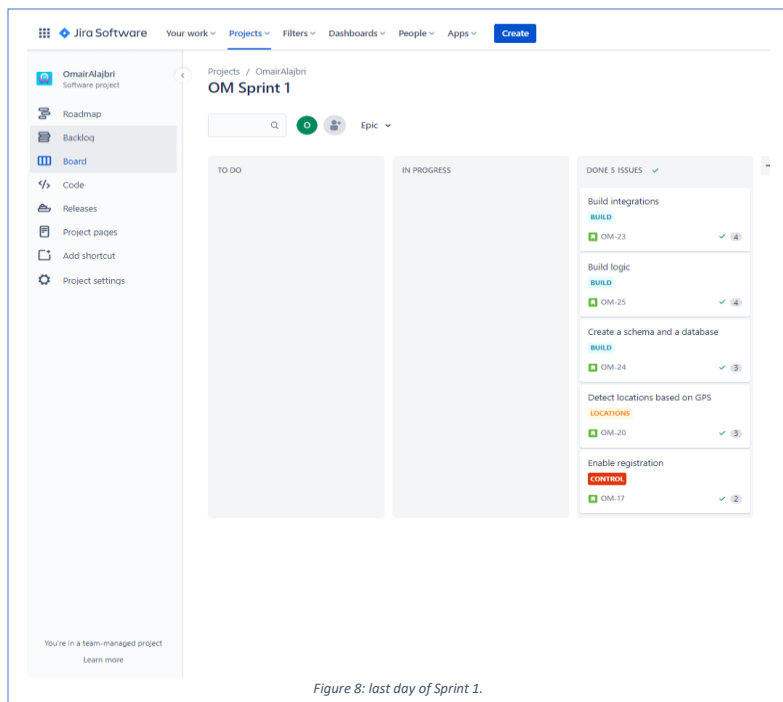 Jira Software Your work Projects Filters Dashboards People Apps Create
OmairAlajbri
Software project
Roadmap
Backlog
Board
Code
Releases
Project pages
Add shortcut
Project settings
You're in a team-managed project
Learn more
Projects / OmairAlajbri
OM Sprint 1
O Epic
TO DO
IN PROGRESS
DONE 5 ISSUES
Build integrations
BUILD
OM-23 4
Build logic
BUILD
OM-25 4
Create a schema and a database
BUILD
OM-24 3
Detect locations based on GPS
LOCATIONS
OM-20 3
Enable registration
CONTROL
OM-17 2
Figure 8: last day of Sprint 1.